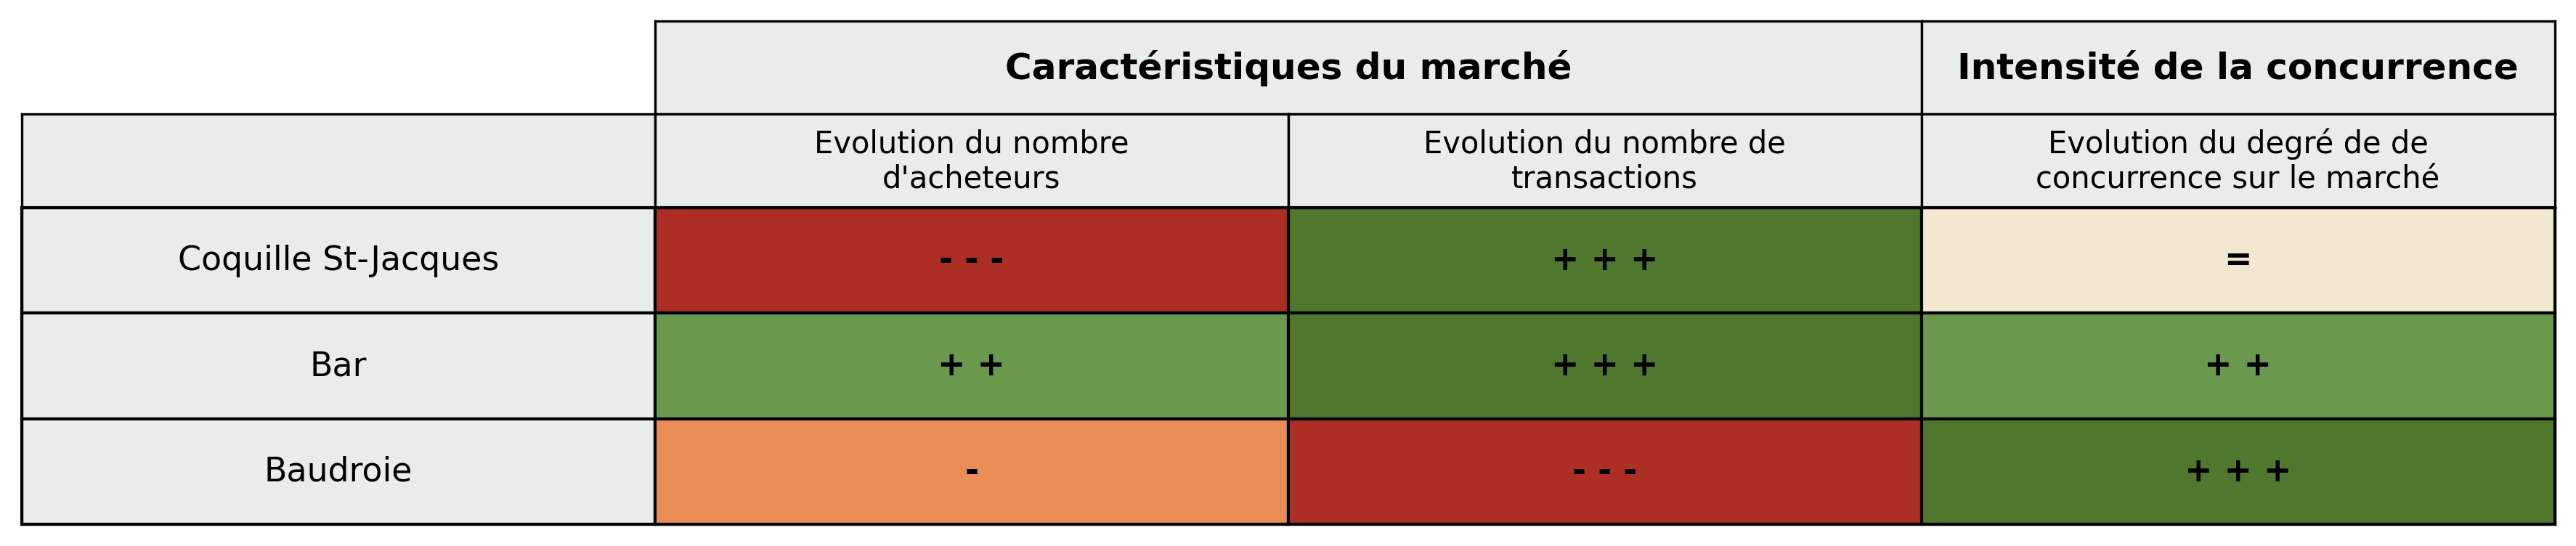 Caractéristiques du marché
Intensité de la concurrence
Evolution du nombre
d'acheteurs
Evolution du nombre de
transactions
Evolution du degré de de
concurrence sur le marché
Coquille St-Jacques
- - -
+ + +
=
Bar
+ +
+ + +
+ +
Baudroie
-
- - -
+ + +